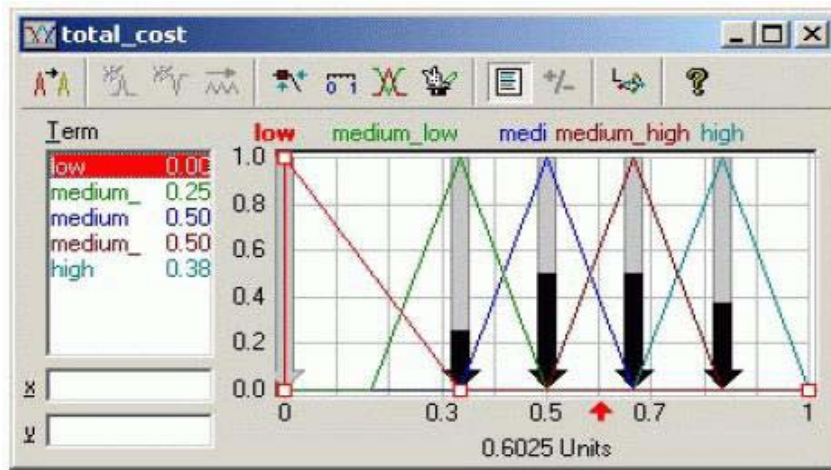 total_cost
Term
low medium_low medi medium_high high
low 0.00
medium_ 0.25
medium 0.50
medium_ 0.50
high 0.38
1.0
0.8
0.6
0.4
0.2
0.0
0 0.3 0.5 0.7 1
x
y
0.6025 Units